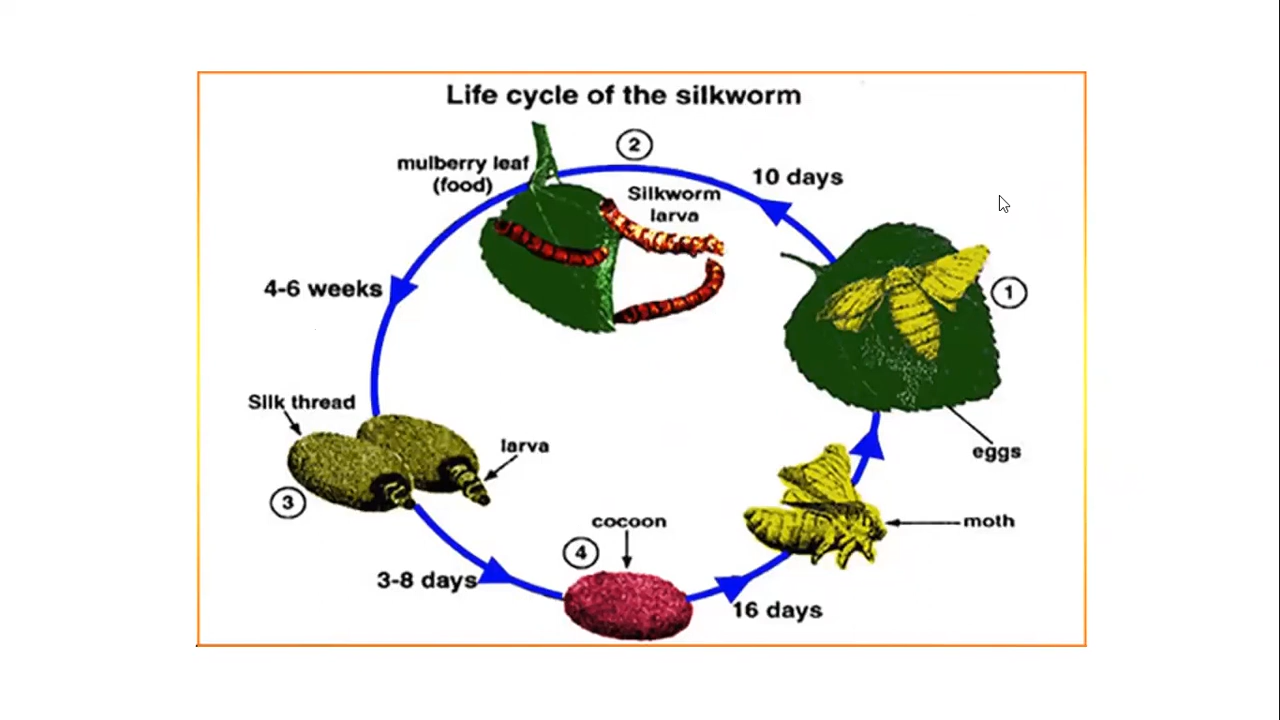 Life cycle of the silkworm
2
mulberry leaf
(food)
10 days
Silkworm
larva
4-6 weeks
1
Silk thread
larva
eggs
3
cocoon
4
moth
3-8 days
16 days